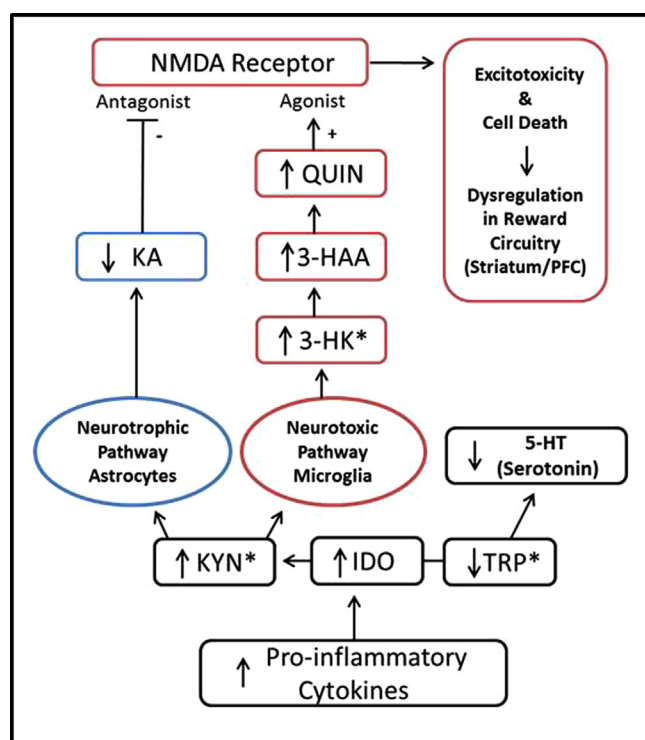 NMDA Receptor
Antagonist
Agonist
-
+
↑ QUIN
Excitotoxicity
&
Cell Death
↓
Dysregulation
in Reward
Circuitry
(Striatum/PFC)
↓ KA
↑3-HAA
↑ 3-HK*
Neurotrophic
Pathway
Astrocytes
Neurotoxic
Pathway
Microglia
↓ 5-HT
(Serotonin)
↑ KYN*
↑ IDO
↓TRP*
↑ Pro-inflammatory
Cytokines